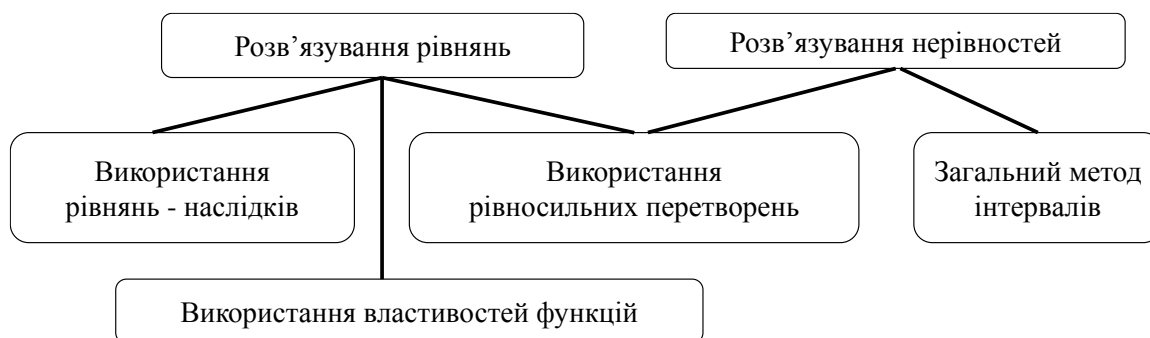 Розв’язування рівнянь
Розв’язування нерівностей
Використання
рівнянь - наслідків
Використання
рівносильних перетворень
Загальний метод
інтервалів
Використання властивостей функцій